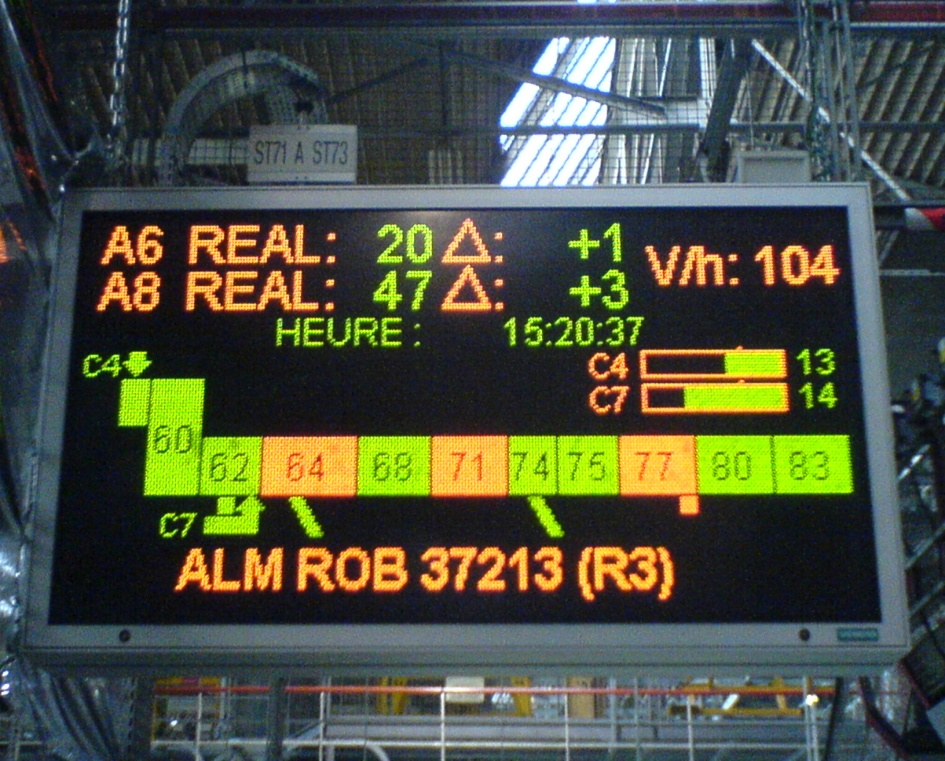 ST71 A ST73
A6 REAL: 20 △: +1
A8 REAL: 47 △: +3
V/h: 104
HEURE : 15:20:37
C4
C4 13
C7 14
60 62 64 68 71 74 75 77 80 83
C7
ALM ROB 37213 (R3)
SIEMENS